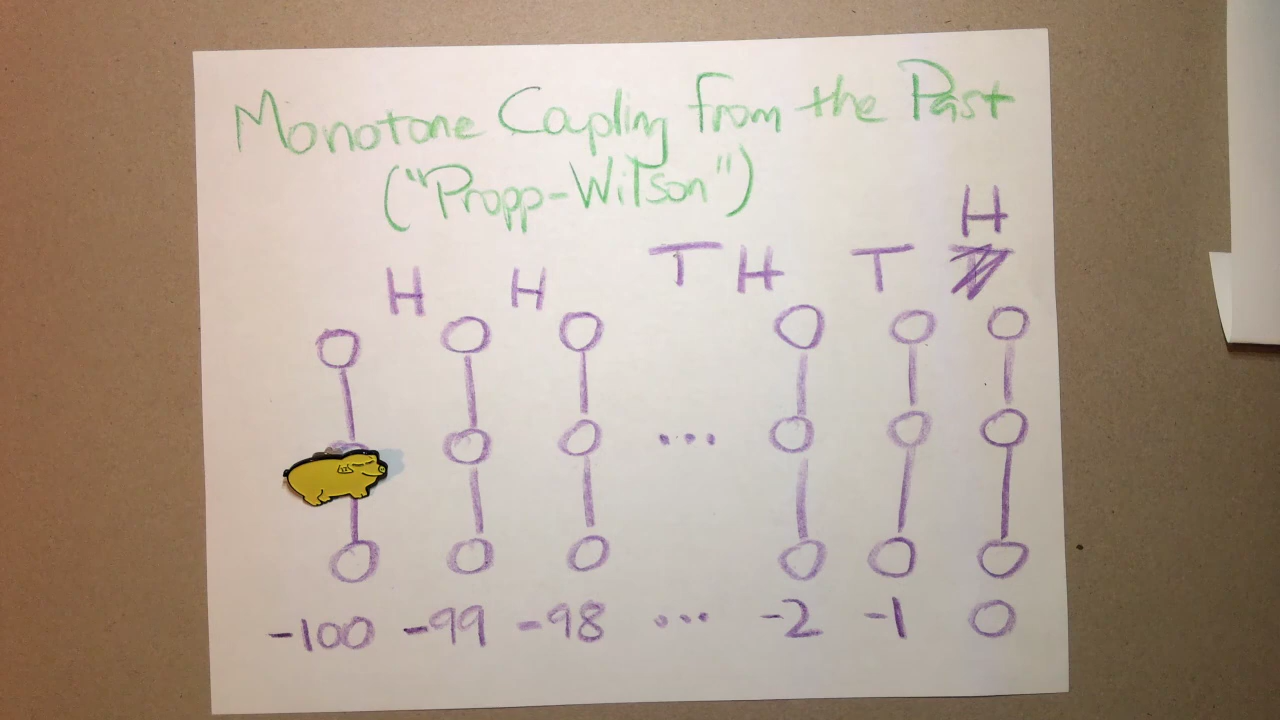 Monotone Coupling from the Past
("Propp-Wilson")
H
H H T H T
-100 -99 -98 ... -2 -1 0